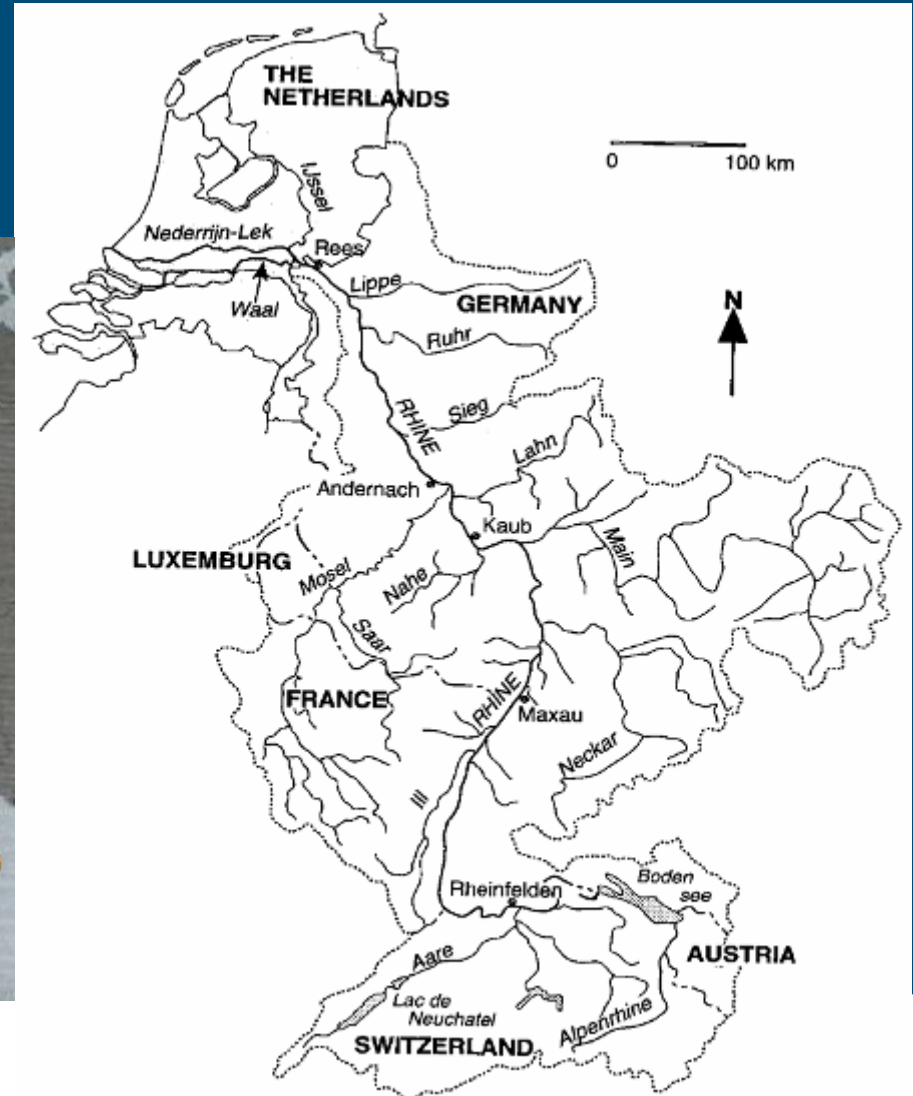 THE
NETHERLANDS
0 100 km
IJssel
Nederrijn-Lek
Rees
Waal
Lippe
GERMANY
N
Ruhr
RHINE
Sieg
Lahn
Andernach
Kaub
LUXEMBURG
Mosel
Nahe
Main
Saar
FRANCE
RHINE
Maxau
Neckar
Ill
Rheinfelden
Boden
see
Aare
AUSTRIA
Lac de
Neuchatel
Alpenrhine
SWITZERLAND